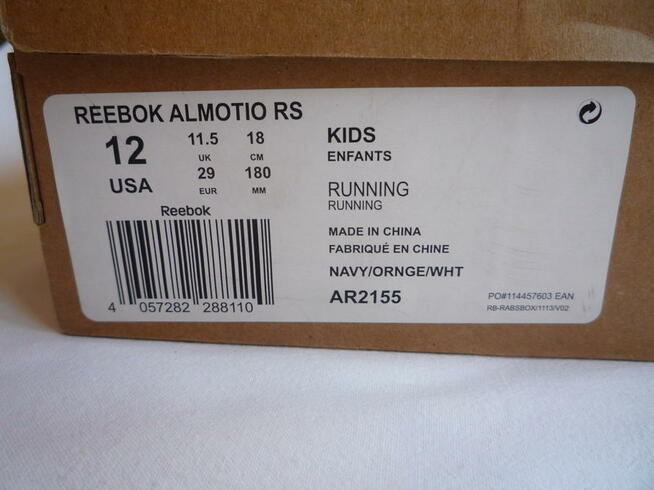 REEBOK ALMOTIO RS
12 11.5 18
UK CM
USA 29 180
EUR MM
Reebok
4 057282 288110
KIDS
ENFANTS
RUNNING
RUNNING
MADE IN CHINA
FABRIQUÉ EN CHINE
NAVY/ORNGE/WHT
AR2155
PO#114457603 EAN
RB-RABSBOX/1113/V02